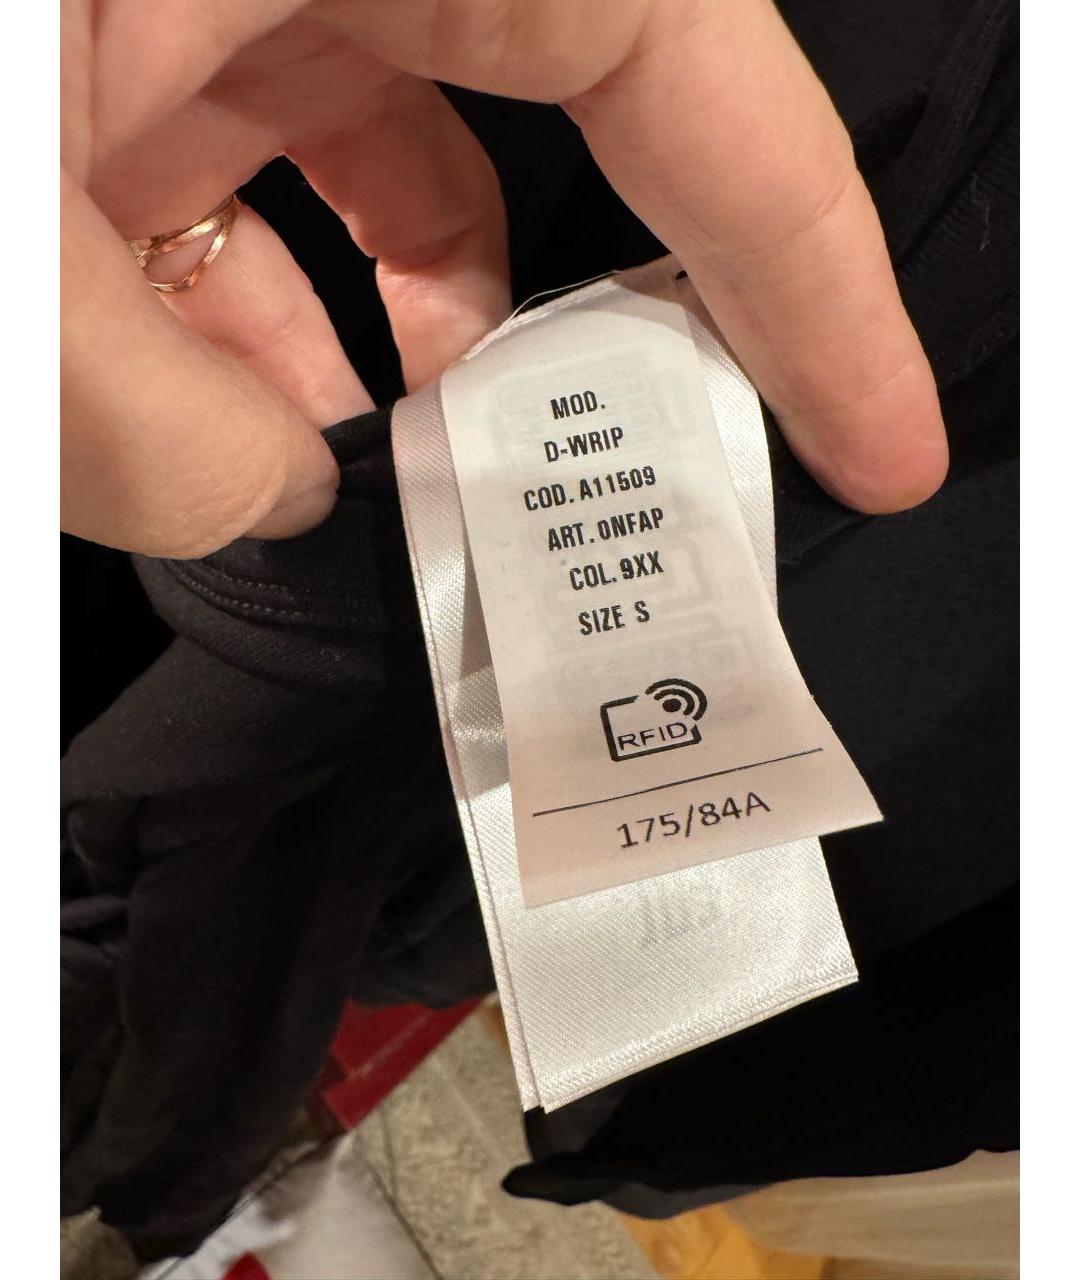 MOD.
D-WRIP
COD. A11509
ART. 0NFAP
COL. 9XX
SIZE S
RFID
175/84A